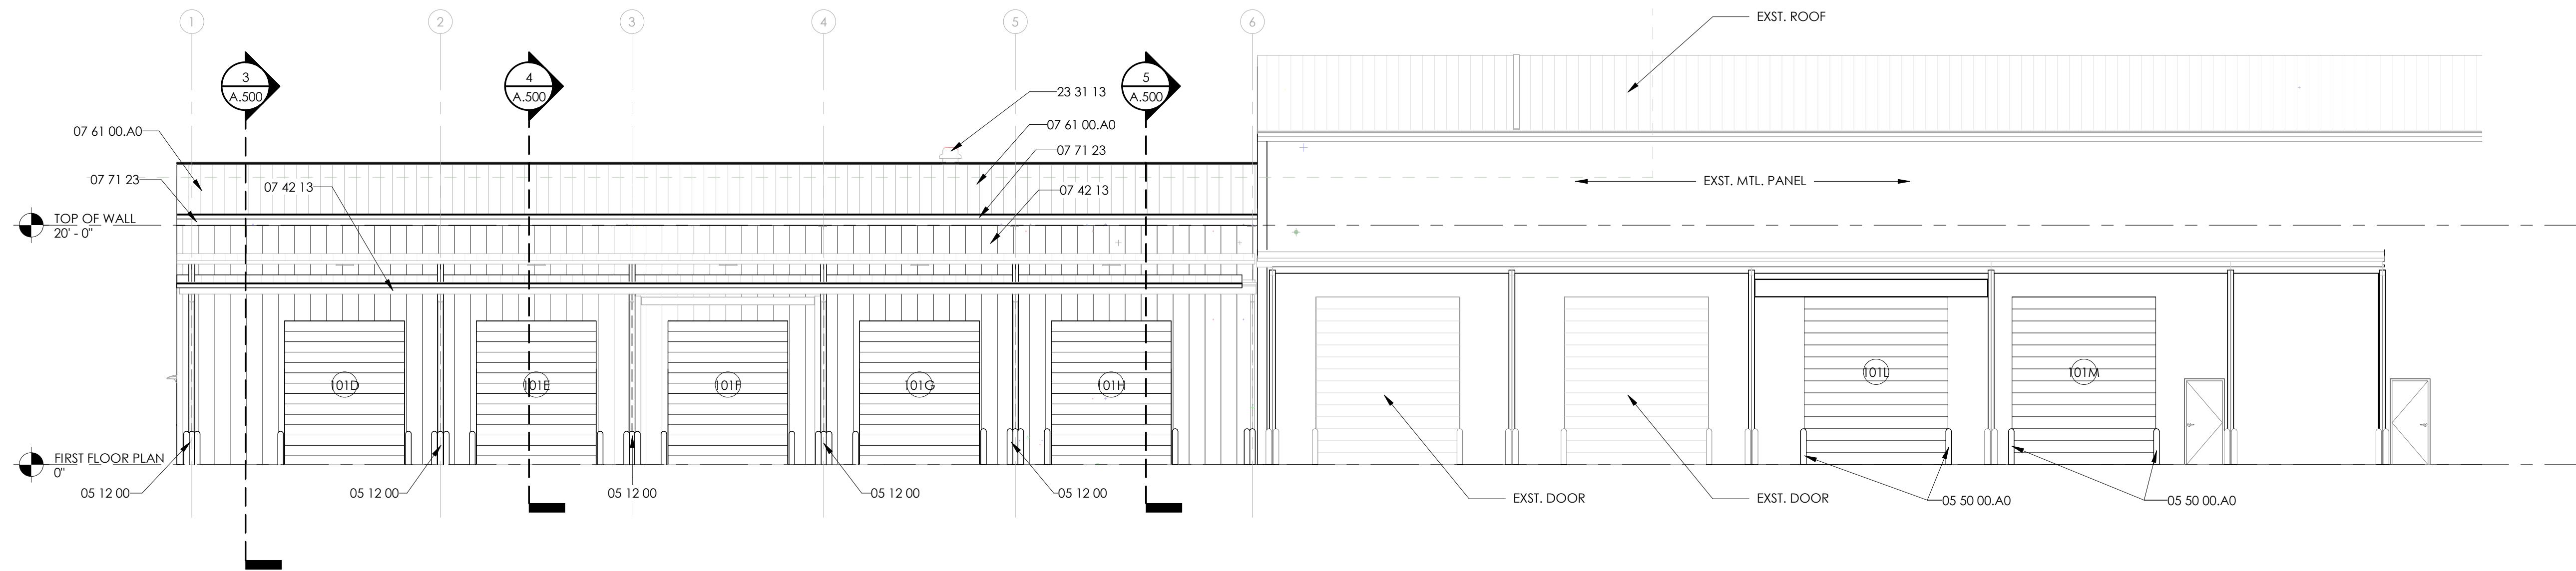 1
2
3
4
5
6
EXST. ROOF
3
A.500
4
A.500
5
A.500
23 31 13
07 61 00.A0
07 61 00.A0
07 71 23
07 71 23
07 42 13
07 42 13
EXST. MTL. PANEL
TOP OF WALL
20' - 0"
101D
101E
101F
101G
101H
101L
101M
FIRST FLOOR PLAN
0"
05 12 00
05 12 00
05 12 00
05 12 00
05 12 00
EXST. DOOR
EXST. DOOR
05 50 00.A0
05 50 00.A0